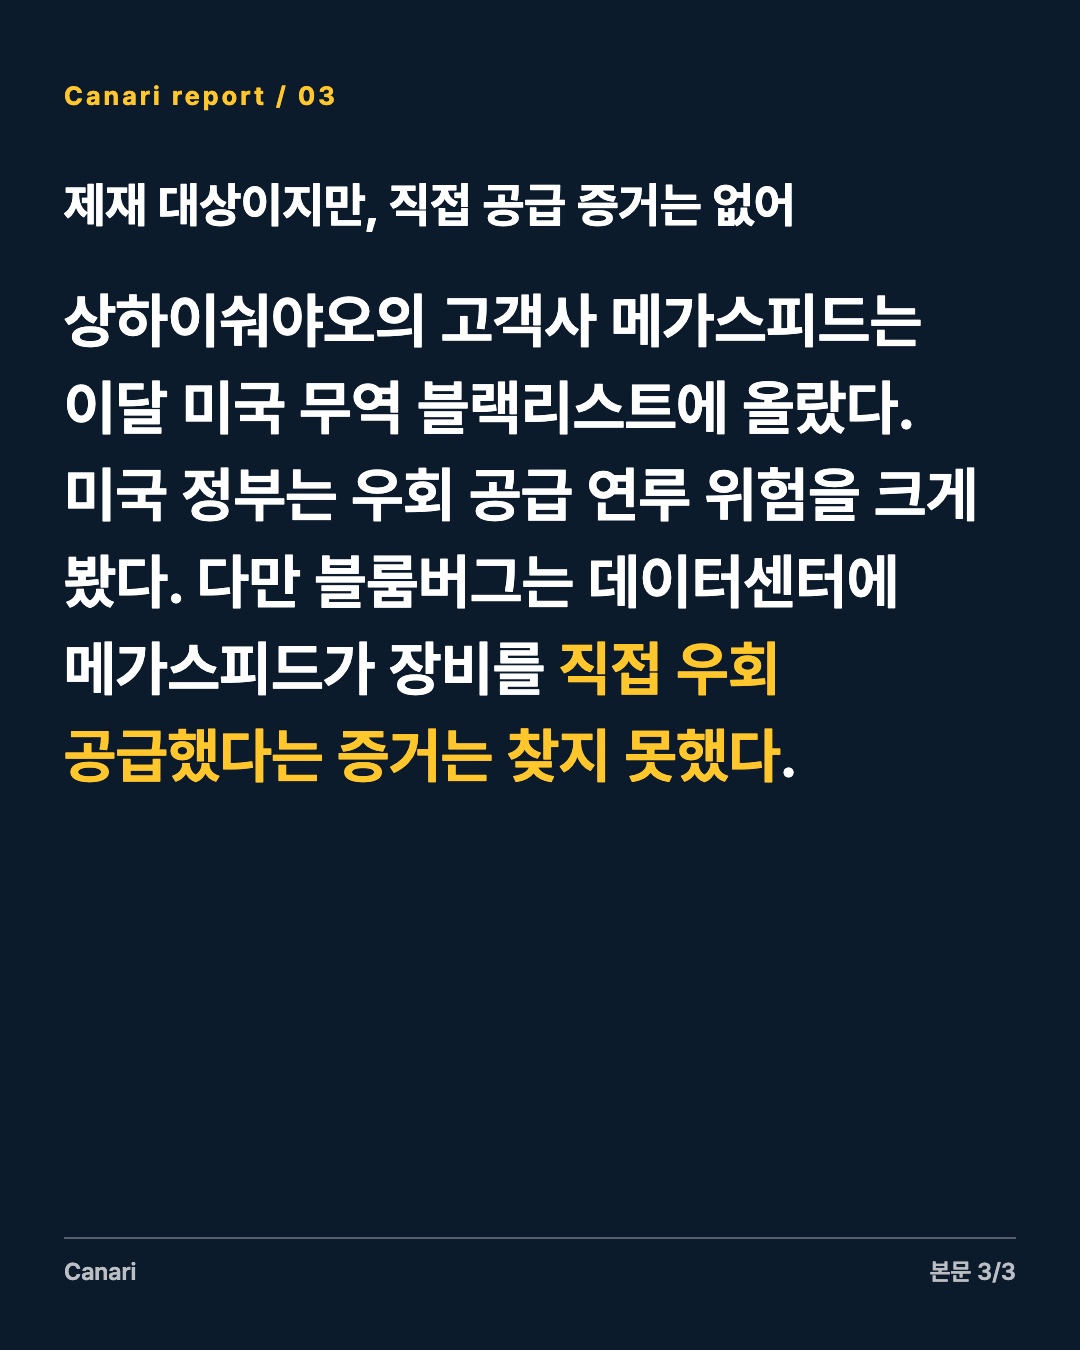 Canari report / 03
제재 대상이지만, 직접 공급 증거는 없어
상하이숴야오의 고객사 메가스피드는
이달 미국 무역 블랙리스트에 올랐다.
미국 정부는 우회 공급 연루 위험을 크게
봤다. 다만 블룸버그는 데이터센터에
메가스피드가 장비를 직접 우회
공급했다는 증거는 찾지 못했다.
Canari
본문 3/3